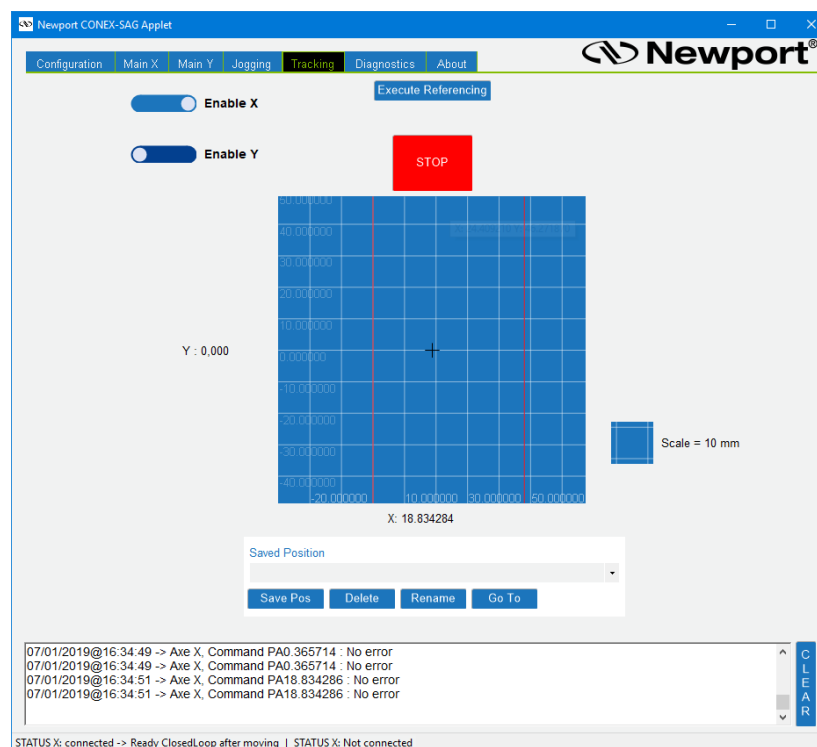 Newport CONEX-SAG Applet
Newport®
Configuration Main X Main Y Jogging Tracking Diagnostics About
Execute Referencing
Enable X
Enable Y
STOP
50.000000
40.000000
30.000000
20.000000
10.000000
Y : 0,000
0.000000
-10.000000
-20.000000
-30.000000
Scale = 10 mm
-40.000000
-20.000000 10.000000 30.000000 50.000000
X: 18.834284
Saved Position
Save Pos Delete Rename Go To
07/01/2019@16:34:49 -> Axe X, Command PA0.365714 : No error
07/01/2019@16:34:49 -> Axe X, Command PA0.365714 : No error
07/01/2019@16:34:51 -> Axe X, Command PA18.834286 : No error
07/01/2019@16:34:51 -> Axe X, Command PA18.834286 : No error
CLEAR
STATUS X: connected -> Ready ClosedLoop after moving | STATUS X: Not connected